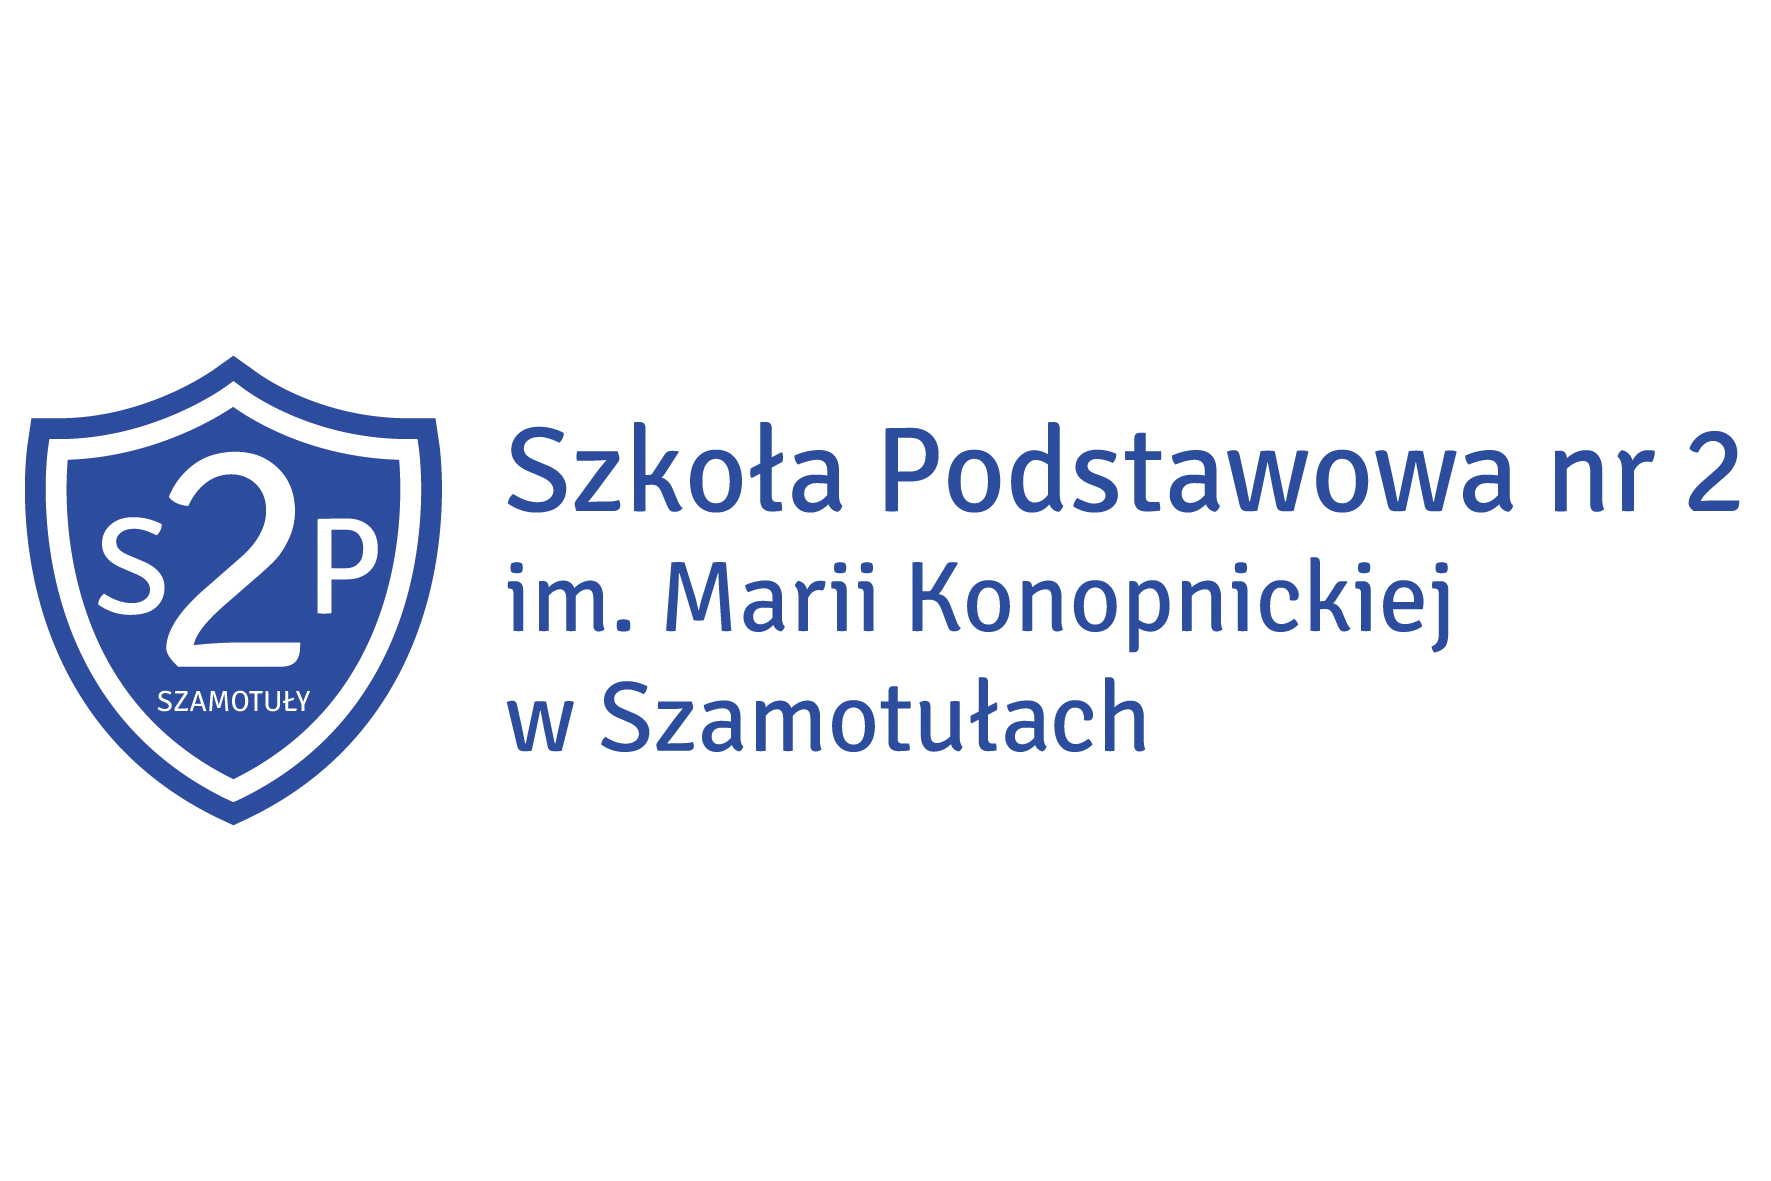 S2P
SZAMOTUŁY
Szkoła Podstawowa nr 2
im. Marii Konopnickiej
w Szamotułach